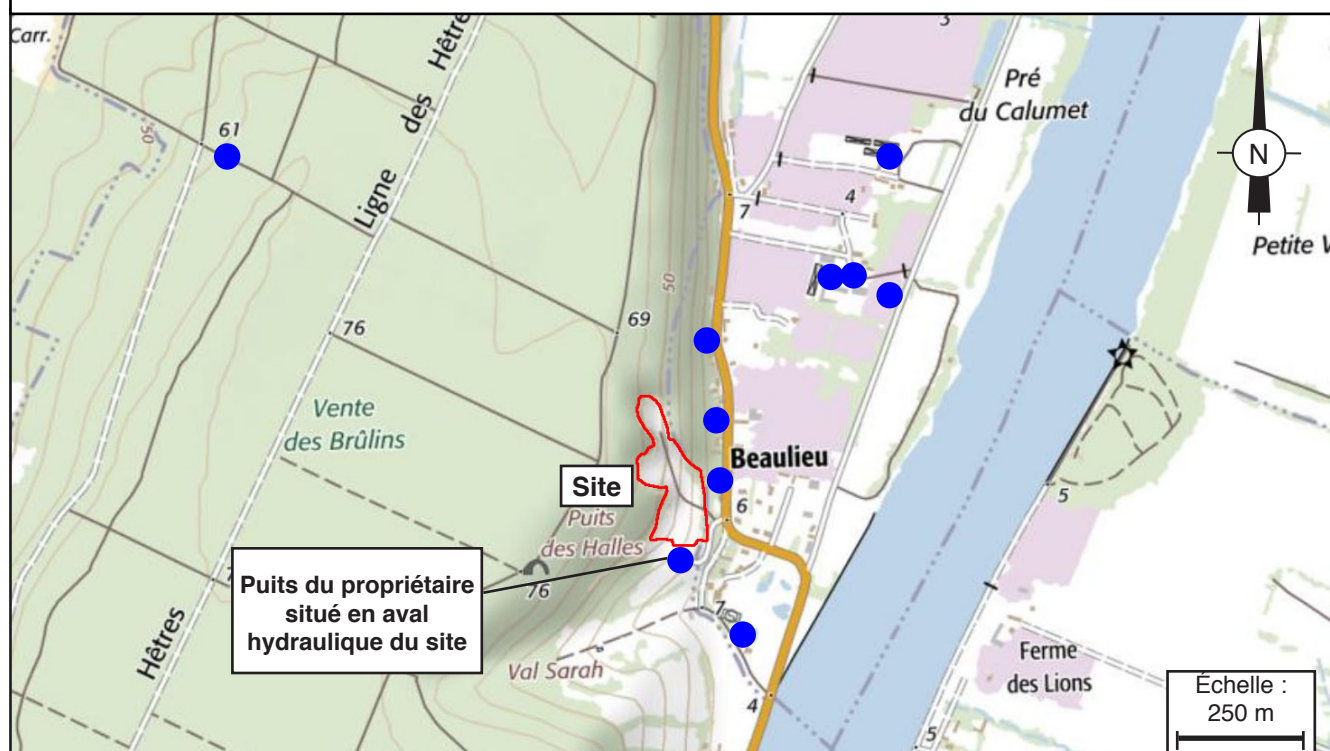 Carr.
3
Pré
du Calumet
Ligne des Hêtres
61
50
4
N
7
Petite V
50
69
76
Vente
des Brûlins
Beaulieu
Site
5
6
Puits
des Halles
Puits du propriétaire
situé en aval
hydraulique du site
76
7
Hêtres
Val Sarah
Ferme
des Lions
4
5
Échelle :
250 m